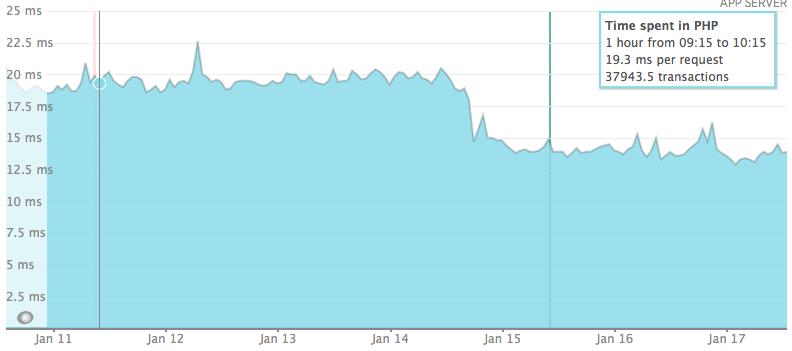 APP SERVER
25 ms
22.5 ms
20 ms
17.5 ms
15 ms
12.5 ms
10 ms
7.5 ms
5 ms
2.5 ms
Time spent in PHP
1 hour from 09:15 to 10:15
19.3 ms per request
37943.5 transactions
Jan 11
Jan 12
Jan 13
Jan 14
Jan 15
Jan 16
Jan 17